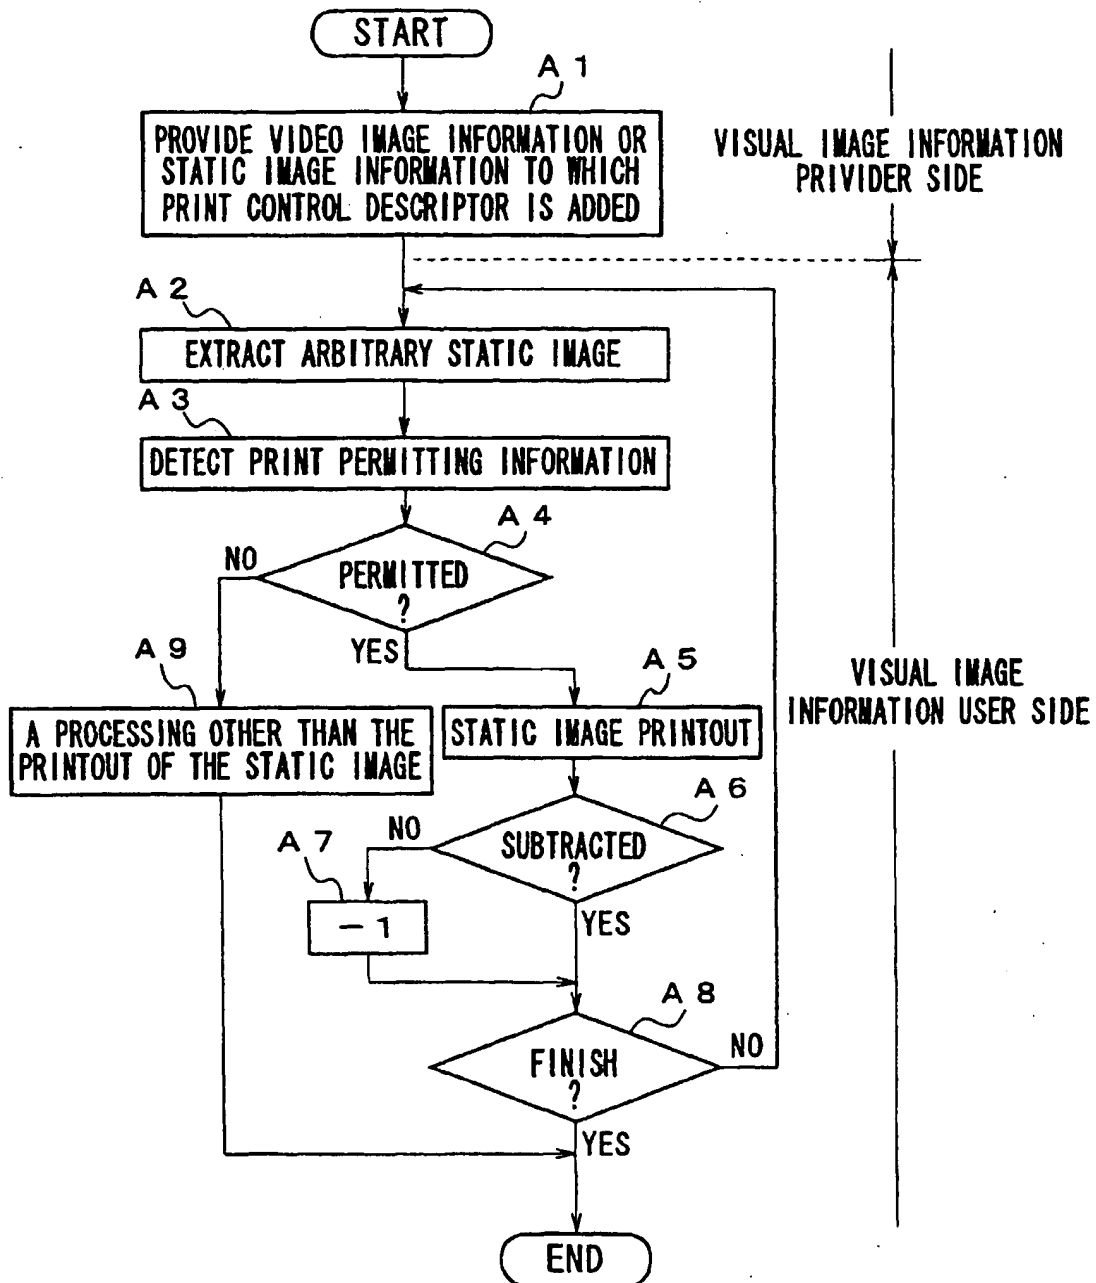 START
A 1
PROVIDE VIDEO IMAGE INFORMATION OR
STATIC IMAGE INFORMATION TO WHICH
PRINT CONTROL DESCRIPTOR IS ADDED
VISUAL IMAGE INFORMATION
PRIVIDER SIDE
A 2
EXTRACT ARBITRARY STATIC IMAGE
A 3
DETECT PRINT PERMITTING INFORMATION
A 4
NO
PERMITTED
?
YES
A 9
A PROCESSING OTHER THAN THE
PRINTOUT OF THE STATIC IMAGE
A 5
STATIC IMAGE PRINTOUT
VISUAL IMAGE
INFORMATION USER SIDE
A 6
NO
SUBTRACTED
?
A 7
－1
YES
A 8
NO
FINISH
?
YES
END